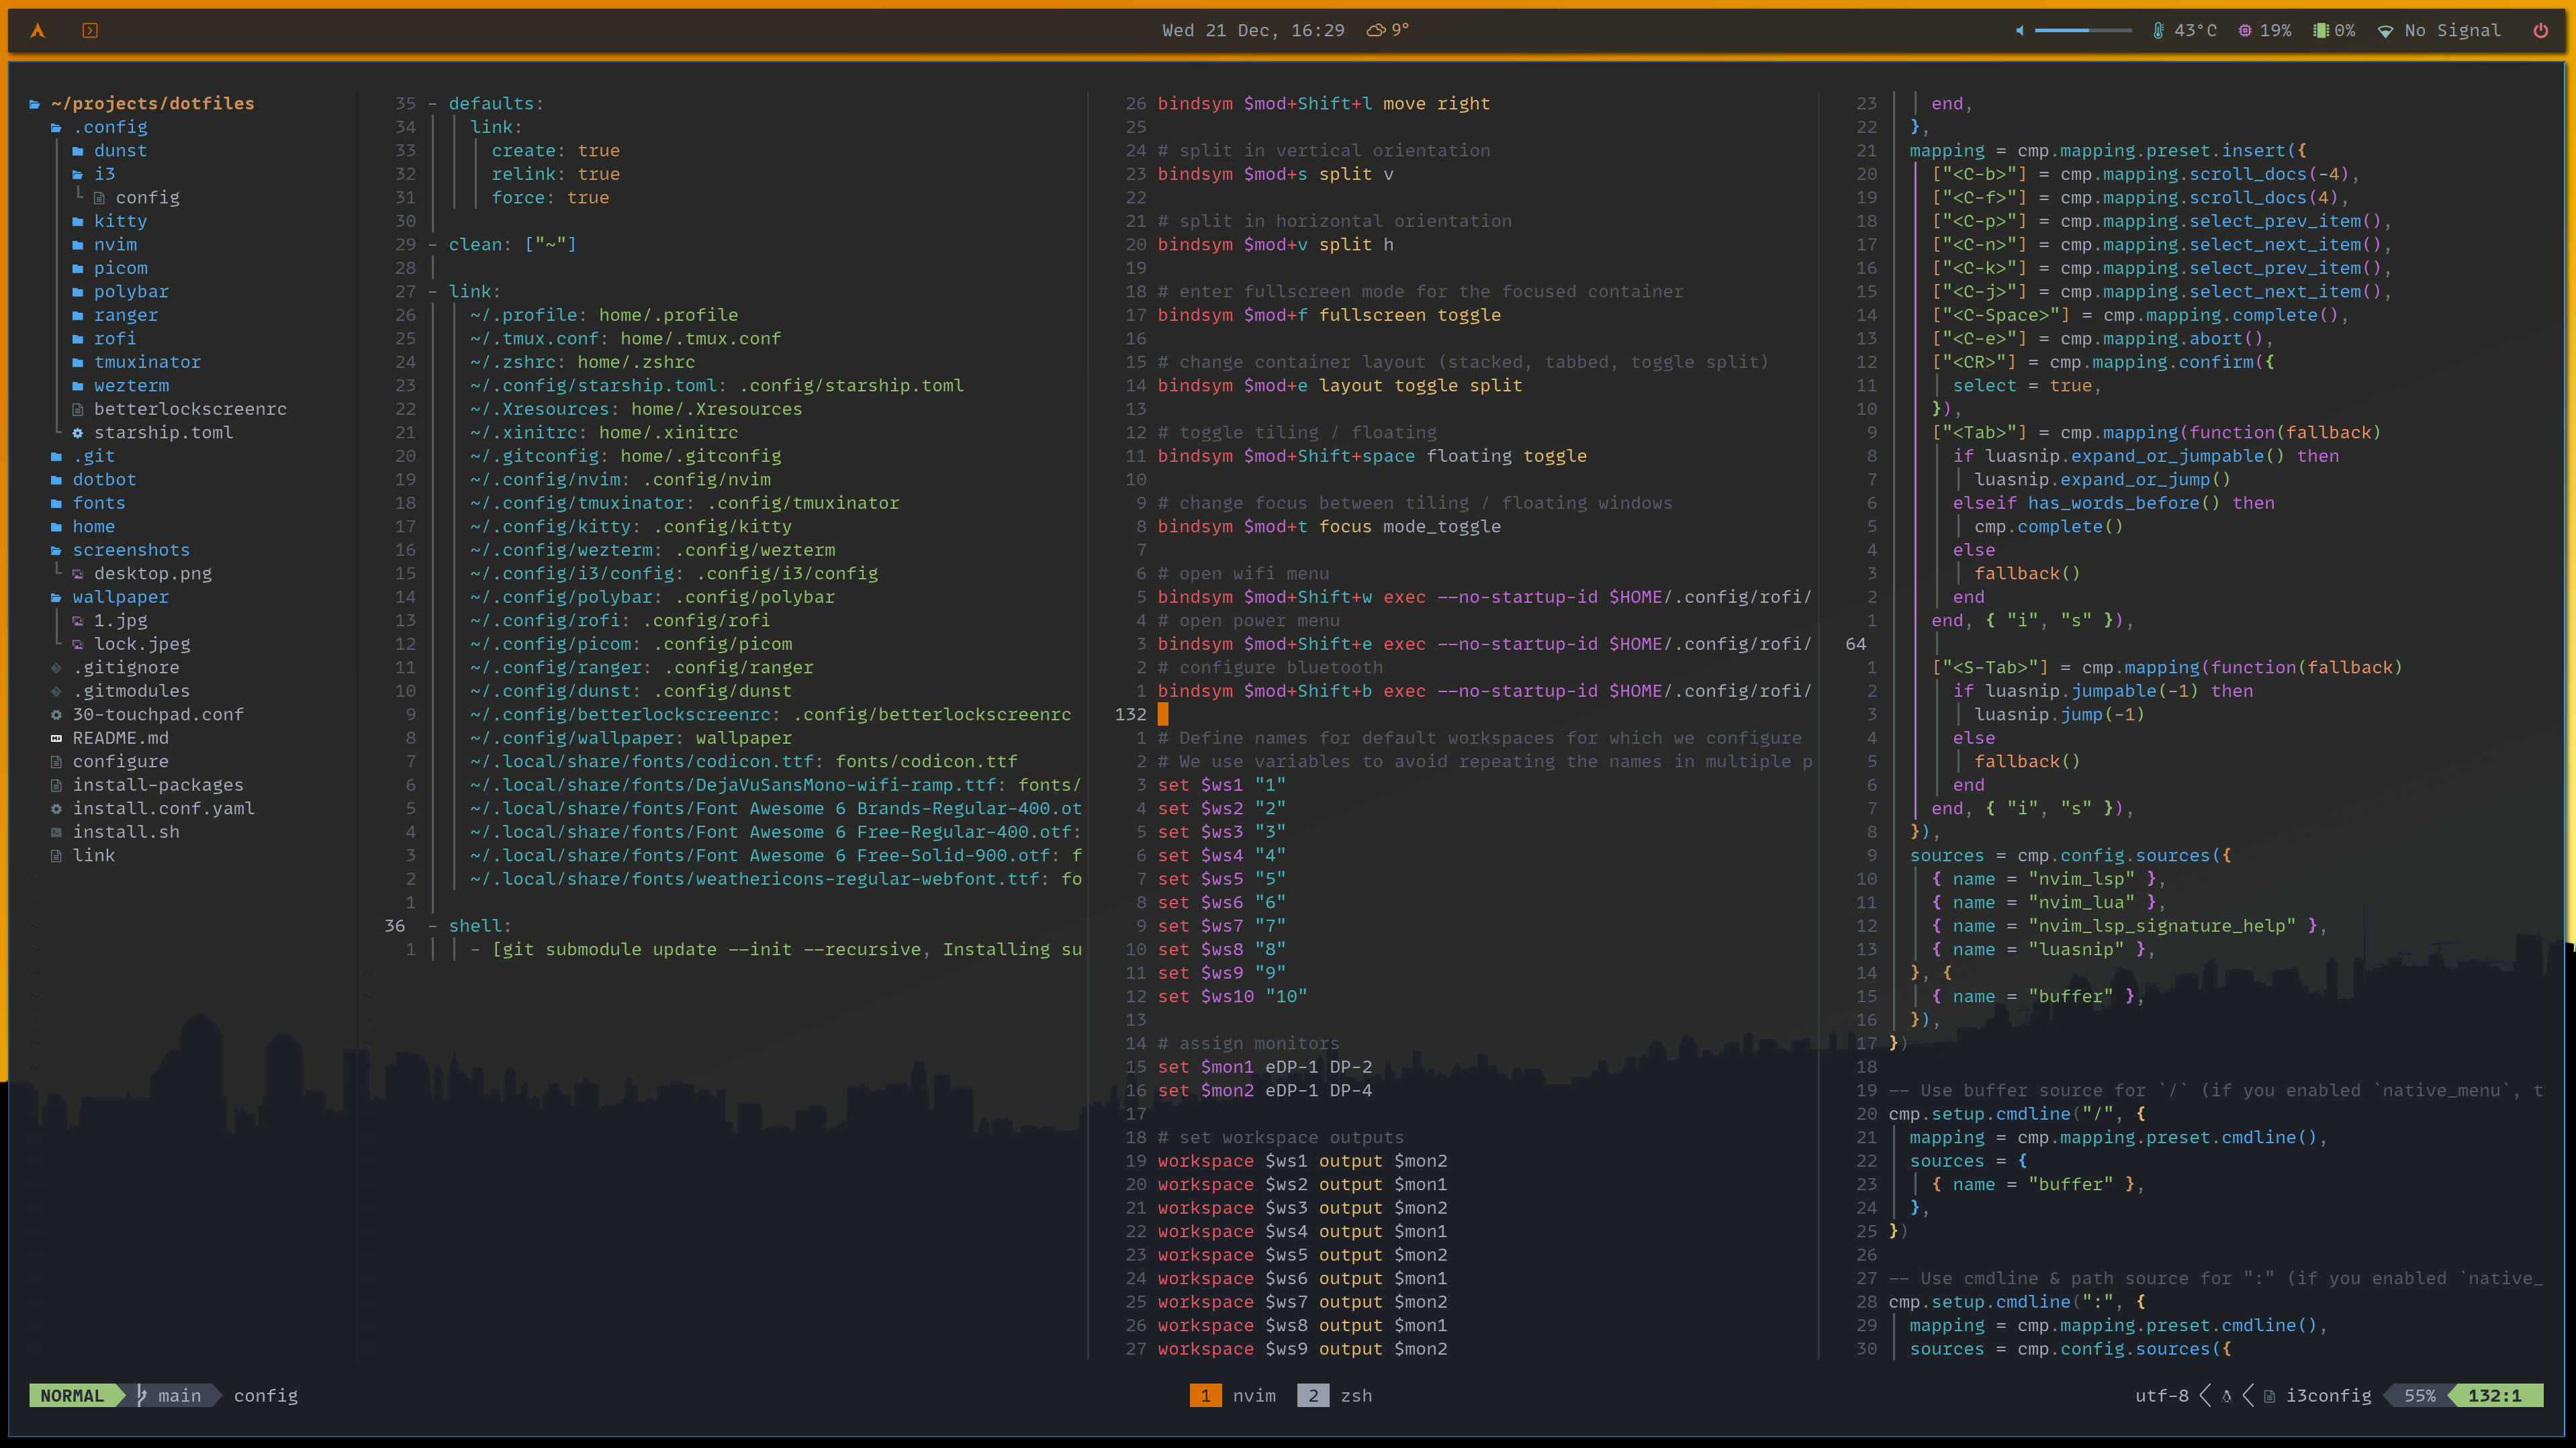 Wed 21 Dec, 16:29 9°
43°C 19% 0% No Signal
~/projects/dotfiles
.config
dunst
i3
config
kitty
nvim
picom
polybar
ranger
rofi
tmuxinator
wezterm
betterlockscreenrc
starship.toml
.git
dotbot
fonts
home
screenshots
desktop.png
wallpaper
1.jpg
lock.jpeg
.gitignore
.gitmodules
30-touchpad.conf
README.md
configure
install-packages
install.conf.yaml
install.sh
link
35 - defaults:
34 link:
33 create: true
32 relink: true
31 force: true
30
29 - clean: ["~"]
28
27 - link:
26 ~/.profile: home/.profile
25 ~/.tmux.conf: home/.tmux.conf
24 ~/.zshrc: home/.zshrc
23 ~/.config/starship.toml: .config/starship.toml
22 ~/.Xresources: home/.Xresources
21 ~/.xinitrc: home/.xinitrc
20 ~/.gitconfig: home/.gitconfig
19 ~/.config/nvim: .config/nvim
18 ~/.config/tmuxinator: .config/tmuxinator
17 ~/.config/kitty: .config/kitty
16 ~/.config/wezterm: .config/wezterm
15 ~/.config/i3/config: .config/i3/config
14 ~/.config/polybar: .config/polybar
13 ~/.config/rofi: .config/rofi
12 ~/.config/picom: .config/picom
11 ~/.config/ranger: .config/ranger
10 ~/.config/dunst: .config/dunst
9 ~/.config/betterlockscreenrc: .config/betterlockscreenrc
8 ~/.config/wallpaper: wallpaper
7 ~/.local/share/fonts/codicon.ttf: fonts/codicon.ttf
6 ~/.local/share/fonts/DejaVuSansMono-wifi-ramp.ttf: fonts/
5 ~/.local/share/fonts/Font Awesome 6 Brands-Regular-400.ot
4 ~/.local/share/fonts/Font Awesome 6 Free-Regular-400.otf:
3 ~/.local/share/fonts/Font Awesome 6 Free-Solid-900.otf: f
2 ~/.local/share/fonts/weathericons-regular-webfont.ttf: fo
1
36 - shell:
1 - [git submodule update --init --recursive, Installing su
26 bindsym $mod+Shift+l move right
25
24 # split in vertical orientation
23 bindsym $mod+s split v
22
21 # split in horizontal orientation
20 bindsym $mod+v split h
19
18 # enter fullscreen mode for the focused container
17 bindsym $mod+f fullscreen toggle
16
15 # change container layout (stacked, tabbed, toggle split)
14 bindsym $mod+e layout toggle split
13
12 # toggle tiling / floating
11 bindsym $mod+Shift+space floating toggle
10
9 # change focus between tiling / floating windows
8 bindsym $mod+t focus mode_toggle
7
6 # open wifi menu
5 bindsym $mod+Shift+w exec --no-startup-id $HOME/.config/rofi/
4 # open power menu
3 bindsym $mod+Shift+e exec --no-startup-id $HOME/.config/rofi/
2 # configure bluetooth
1 bindsym $mod+Shift+b exec --no-startup-id $HOME/.config/rofi/
132
1 # Define names for default workspaces for which we configure
2 # We use variables to avoid repeating the names in multiple p
3 set $ws1 "1"
4 set $ws2 "2"
5 set $ws3 "3"
6 set $ws4 "4"
7 set $ws5 "5"
8 set $ws6 "6"
9 set $ws7 "7"
10 set $ws8 "8"
11 set $ws9 "9"
12 set $ws10 "10"
13
14 # assign monitors
15 set $mon1 eDP-1 DP-2
16 set $mon2 eDP-1 DP-4
17
18 # set workspace outputs
19 workspace $ws1 output $mon2
20 workspace $ws2 output $mon1
21 workspace $ws3 output $mon2
22 workspace $ws4 output $mon1
23 workspace $ws5 output $mon2
24 workspace $ws6 output $mon1
25 workspace $ws7 output $mon2
26 workspace $ws8 output $mon1
27 workspace $ws9 output $mon2
23 end,
22 },
21 mapping = cmp.mapping.preset.insert({
20 ["<C-b>"] = cmp.mapping.scroll_docs(-4),
19 ["<C-f>"] = cmp.mapping.scroll_docs(4),
18 ["<C-p>"] = cmp.mapping.select_prev_item(),
17 ["<C-n>"] = cmp.mapping.select_next_item(),
16 ["<C-k>"] = cmp.mapping.select_prev_item(),
15 ["<C-j>"] = cmp.mapping.select_next_item(),
14 ["<C-Space>"] = cmp.mapping.complete(),
13 ["<C-e>"] = cmp.mapping.abort(),
12 ["<CR>"] = cmp.mapping.confirm({
11 select = true,
10 }),
9 ["<Tab>"] = cmp.mapping(function(fallback)
8 if luasnip.expand_or_jumpable() then
7 luasnip.expand_or_jump()
6 elseif has_words_before() then
5 cmp.complete()
4 else
3 fallback()
2 end
1 end, { "i", "s" }),
64
1 ["<S-Tab>"] = cmp.mapping(function(fallback)
2 if luasnip.jumpable(-1) then
3 luasnip.jump(-1)
4 else
5 fallback()
6 end
7 end, { "i", "s" }),
8 }),
9 sources = cmp.config.sources({
10 { name = "nvim_lsp" },
11 { name = "nvim_lua" },
12 { name = "nvim_lsp_signature_help" },
13 { name = "luasnip" },
14 }, {
15 { name = "buffer" },
16 }),
17 })
18
19 -- Use buffer source for `/` (if you enabled `native_menu`, t
20 cmp.setup.cmdline("/", {
21 mapping = cmp.mapping.preset.cmdline(),
22 sources = {
23 { name = "buffer" },
24 },
25 })
26
27 -- Use cmdline & path source for ":" (if you enabled `native_
28 cmp.setup.cmdline(":", {
29 mapping = cmp.mapping.preset.cmdline(),
30 sources = cmp.config.sources({
NORMAL main config
1 nvim 2 zsh
utf-8 i3config 55% 132:1